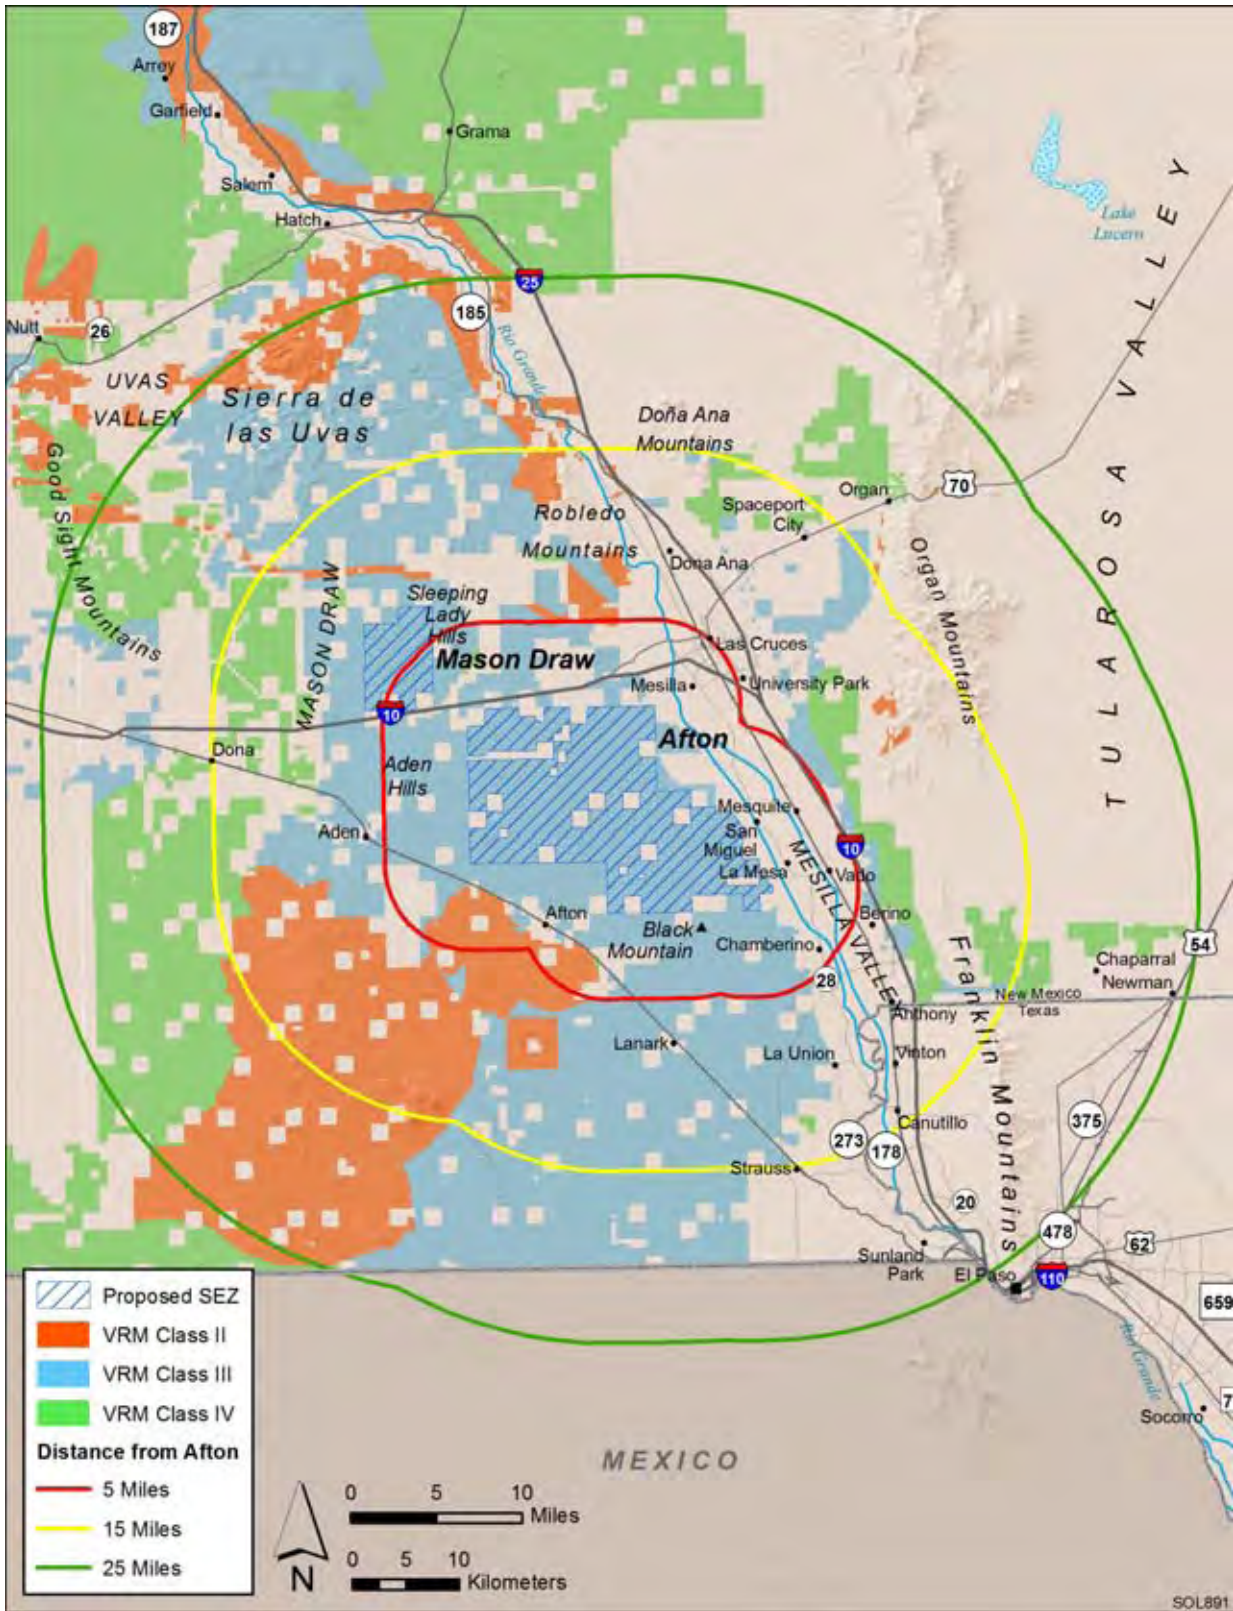 187
Arrey
Garfield
Grama
Salem
Hatch
Lake
Lucero
TULAROSA VALLEY
25
185
Rio Grande
Nutt
26
UVAS
VALLEY
Sierra de
las Uvas
Doña Ana
Mountains
Good Sight Mountains
Organ
70
Spaceport
City
Robledo
Mountains
Dona Ana
Organ Mountains
MASON DRAW
Sleeping
Lady
Hills
Mason Draw
Las Cruces
Mesilla
University Park
10
Afton
Dona
Aden
Hills
Aden
Mesquite
San
Miguel
La Mesa
10
Vado
MESILLA VALLEY
Afton
Black
Mountain
Berino
Chamberino
28
54
Chaparral
Newman
New Mexico
Texas
Franklin Mountains
Anthony
Lanark
La Union
Vinton
Canutillo
375
273
178
Strauss
20
478
62
Sunland
Park
El Paso
110
659
Rio Grande
7
Socorro
MEXICO
Proposed SEZ
VRM Class II
VRM Class III
VRM Class IV
Distance from Afton
5 Miles
15 Miles
25 Miles
N
0 5 10
Miles
0 5 10
Kilometers
SOL891